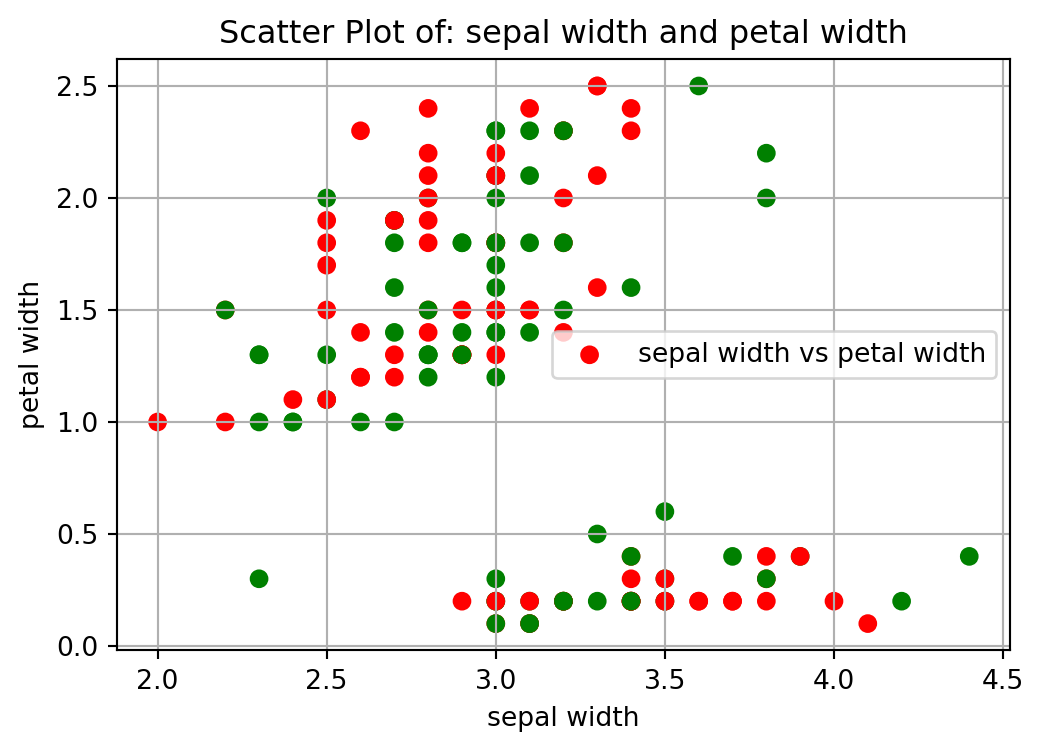 Scatter Plot of: sepal width and petal width
2.5
2.0
1.5
1.0
0.5
0.0
petal width
sepal width vs petal width
2.0 2.5 3.0 3.5 4.0 4.5
sepal width